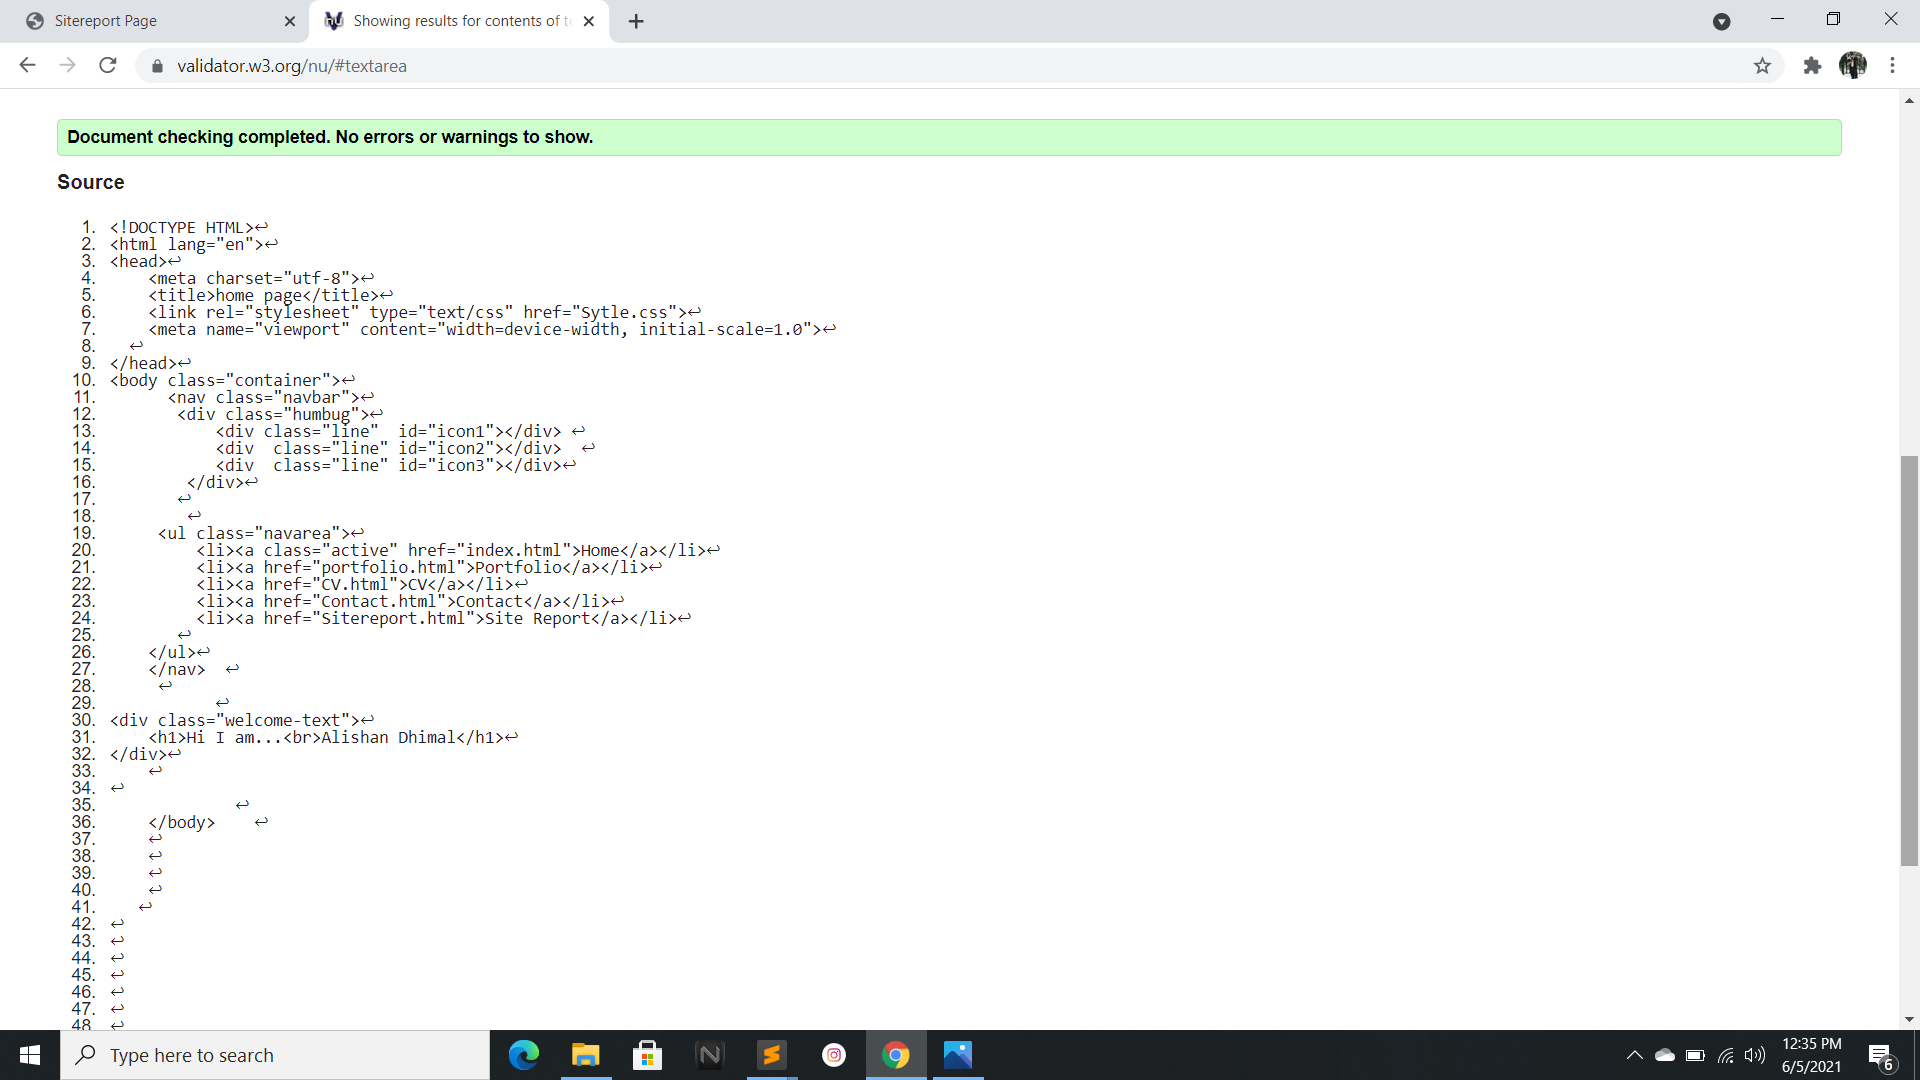 Sitereport Page
Showing results for contents of t
validator.w3.org/nu/#textarea
Document checking completed. No errors or warnings to show.
Source
1. <!DOCTYPE HTML>↩
2. <html lang="en">↩
3. <head>↩
4.     <meta charset="utf-8">↩
5.     <title>home page</title>↩
6.     <link rel="stylesheet" type="text/css" href="Sytle.css">↩
7.     <meta name="viewport" content="width=device-width, initial-scale=1.0">↩
8.   ↩
9. </head>↩
10. <body class="container">↩
11.       <nav class="navbar">↩
12.        <div class="humbug">↩
13.            <div class="line"  id="icon1"></div> ↩
14.            <div  class="line" id="icon2"></div>  ↩
15.            <div  class="line" id="icon3"></div>↩
16.         </div>↩
17.        ↩
18.         ↩
19.      <ul class="navarea">↩
20.          <li><a class="active" href="index.html">Home</a></li>↩
21.          <li><a href="portfolio.html">Portfolio</a></li>↩
22.          <li><a href="CV.html">CV</a></li>↩
23.          <li><a href="Contact.html">Contact</a></li>↩
24.          <li><a href="Sitereport.html">Site Report</a></li>↩
25.        ↩
26.     </ul>↩
27.     </nav>  ↩
28.      ↩
29.            ↩
30. <div class="welcome-text">↩
31.     <h1>Hi I am...<br>Alishan Dhimal</h1>↩
32. </div>↩
33.     ↩
34. ↩
35.              ↩
36.     </body>    ↩
37.     ↩
38.     ↩
39.     ↩
40.     ↩
41.    ↩
42. ↩
43. ↩
44. ↩
45. ↩
46. ↩
47. ↩
48. ↩
Type here to search
12:35 PM
6/5/2021
6